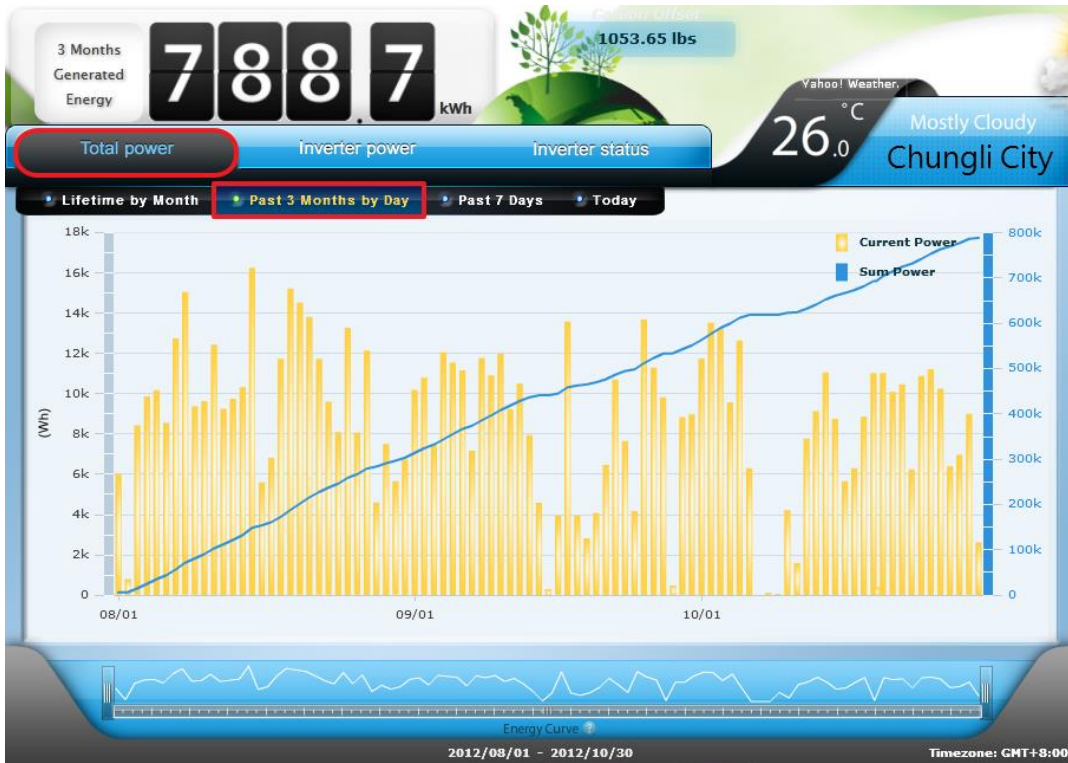 Carbon Offset
1053.65 lbs
3 Months
Generated
Energy
788.7 kWh
Yahoo! Weather.
26.0 °C
Mostly Cloudy
Chungli City
Total power
Inverter power
Inverter status
Lifetime by Month
Past 3 Months by Day
Past 7 Days
Today
Current Power
Sum Power
18k
16k
14k
12k
10k
8k
6k
4k
2k
0
(Wh)
800k
700k
600k
500k
400k
300k
200k
100k
0
08/01
09/01
10/01
Energy Curve ?
2012/08/01 - 2012/10/30
Timezone: GMT+8:00